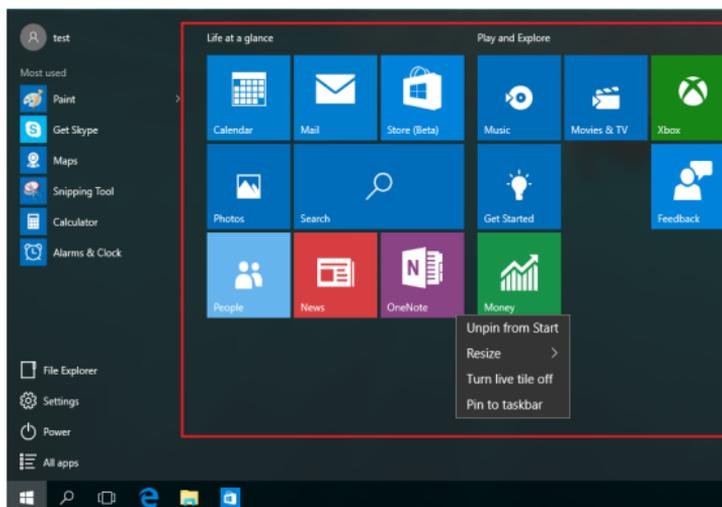 test
Most used
Paint
Get Skype
Maps
Snipping Tool
Calculator
Alarms & Clock
File Explorer
Settings
Power
All apps
Life at a glance
Calendar
Mail
Store (Beta)
Photos
Search
People
News
OneNote
Play and Explore
Music
Movies & TV
Xbox
Get Started
Feedback
Money
Unpin from Start
Resize
Turn live tile off
Pin to taskbar